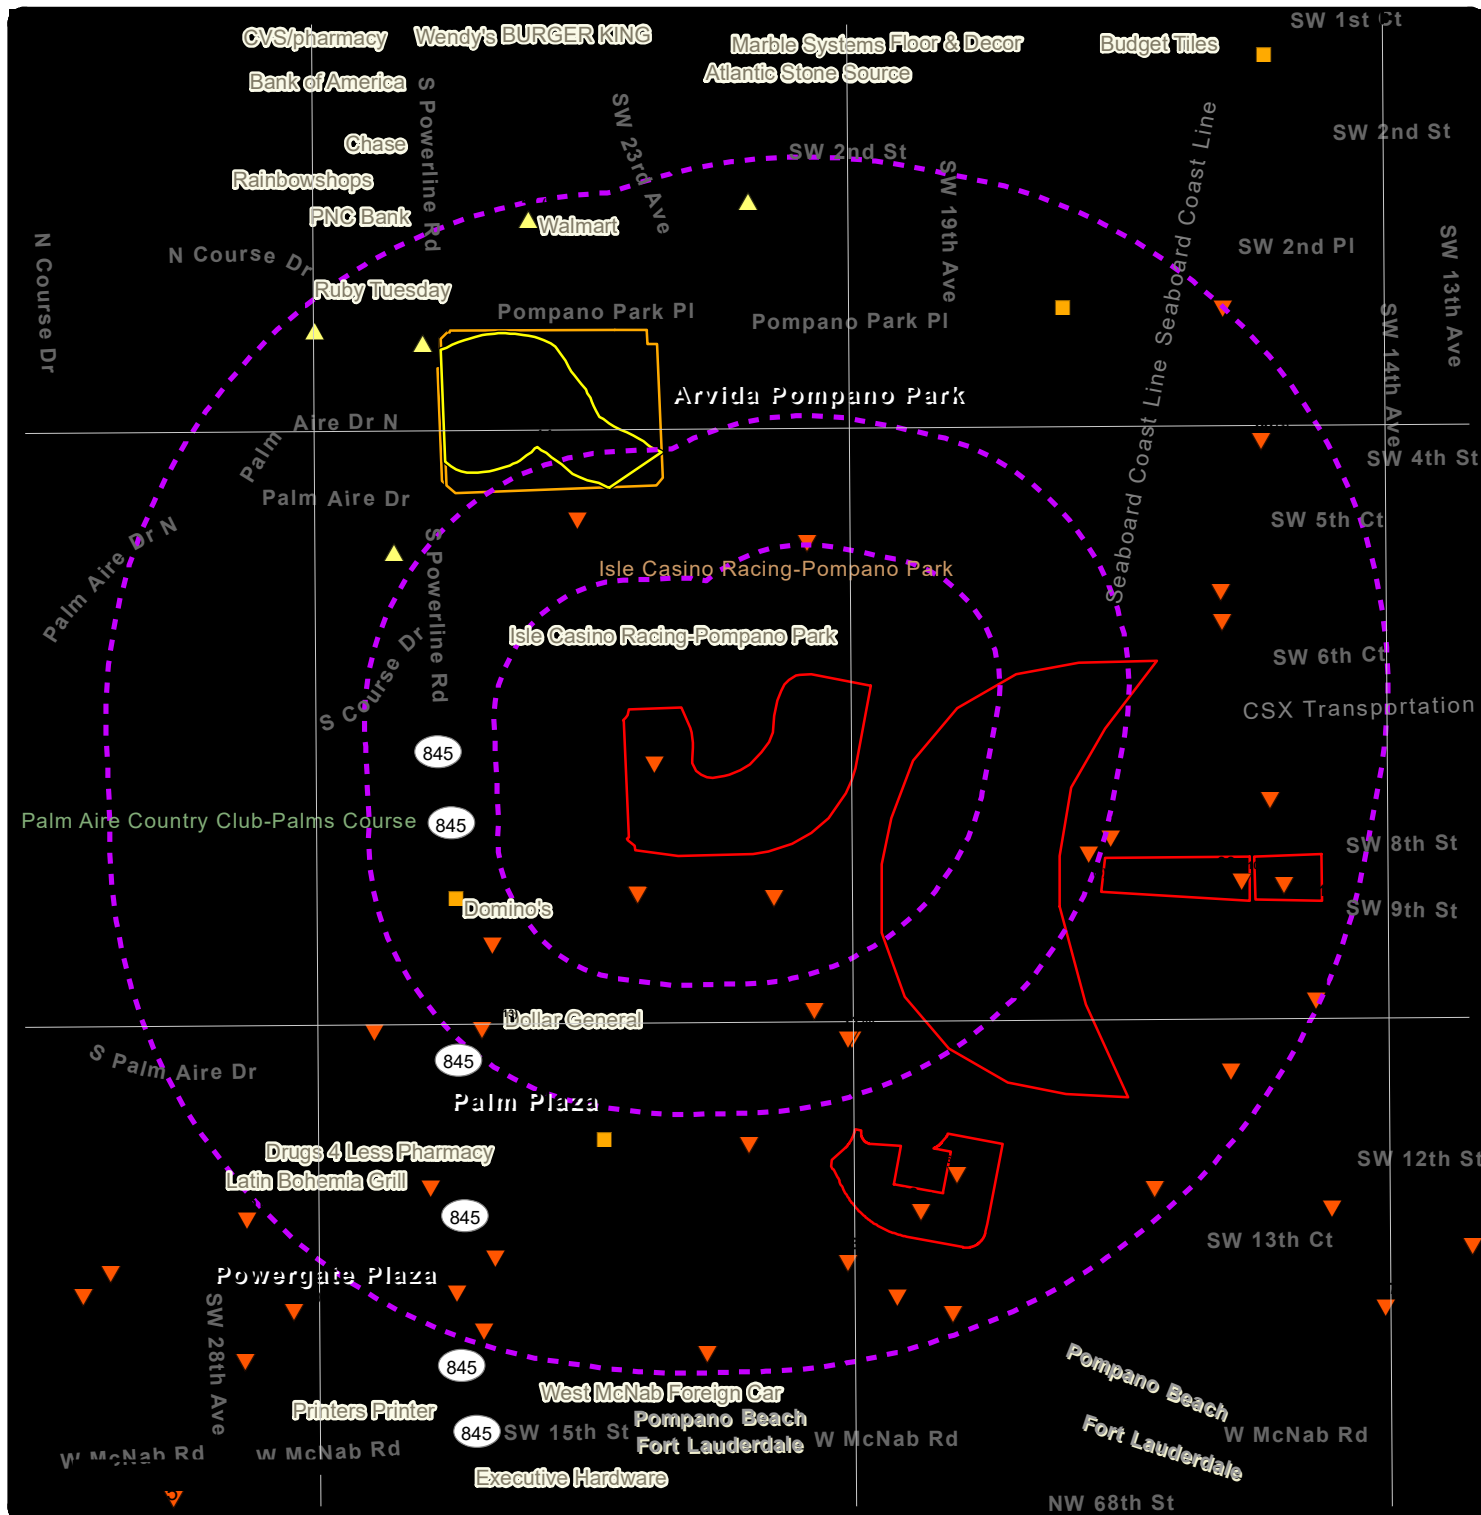 SW 1st Ct
CVS/pharmacy
Wendy's
BURGER KING
Marble Systems
Floor & Decor
Budget Tiles
Atlantic Stone Source
Bank of America
S Powerline Rd
SW 23rd Ave
Seaboard Coast Line
SW 2nd St
Chase
SW 2nd St
Rainbowshops
SW 19th Ave
PNC Bank
Walmart
N Course Dr
N Course Dr
SW 2nd Pl
SW 13th Ave
Ruby Tuesday
Pompano Park Pl
Pompano Park Pl
SW 14th Ave
Arvida Pompano Park
Palm Aire Dr N
Seaboard Coast Line
SW 4th St
Palm Aire Dr
SW 5th Ct
Palm Aire Dr N
S Powerline Rd
Isle Casino Racing-Pompano Park
Isle Casino Racing-Pompano Park
SW 6th Ct
S Course Dr
CSX Transportation
845
Palm Aire Country Club-Palms Course
845
SW 8th St
Domino's
SW 9th St
Dollar General
S Palm Aire Dr
845
Palm Plaza
Drugs 4 Less Pharmacy
SW 12th St
Latin Bohemia Grill
845
SW 13th Ct
Powergate Plaza
SW 28th Ave
845
Pompano Beach
West McNab Foreign Car
Printers Printer
Pompano Beach
845
SW 15th St
Fort Lauderdale
W McNab Rd
Fort Lauderdale
W McNab Rd
W McNab Rd
W McNab Rd
Executive Hardware
NW 68th St